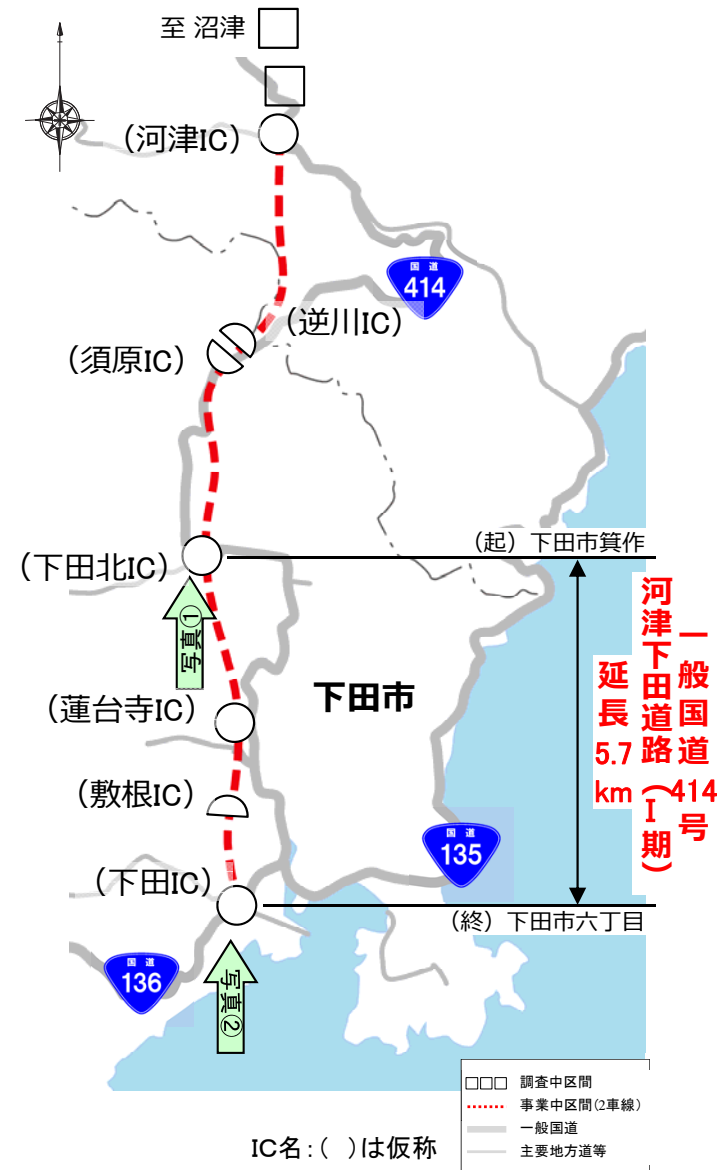 至 沼津
（河津IC）
国道
414
（逆川IC）
（須原IC）
（起）下田市箕作
（下田北IC）
写真①
一般国道414号
河津下田道路（Ⅰ期）
延長5.7km
（蓮台寺IC）
下田市
（敷根IC）
国道
135
（下田IC）
（終）下田市六丁目
国道
136
写真②
調査中区間
事業中区間(2車線)
一般国道
主要地方道等
IC名：（　）は仮称